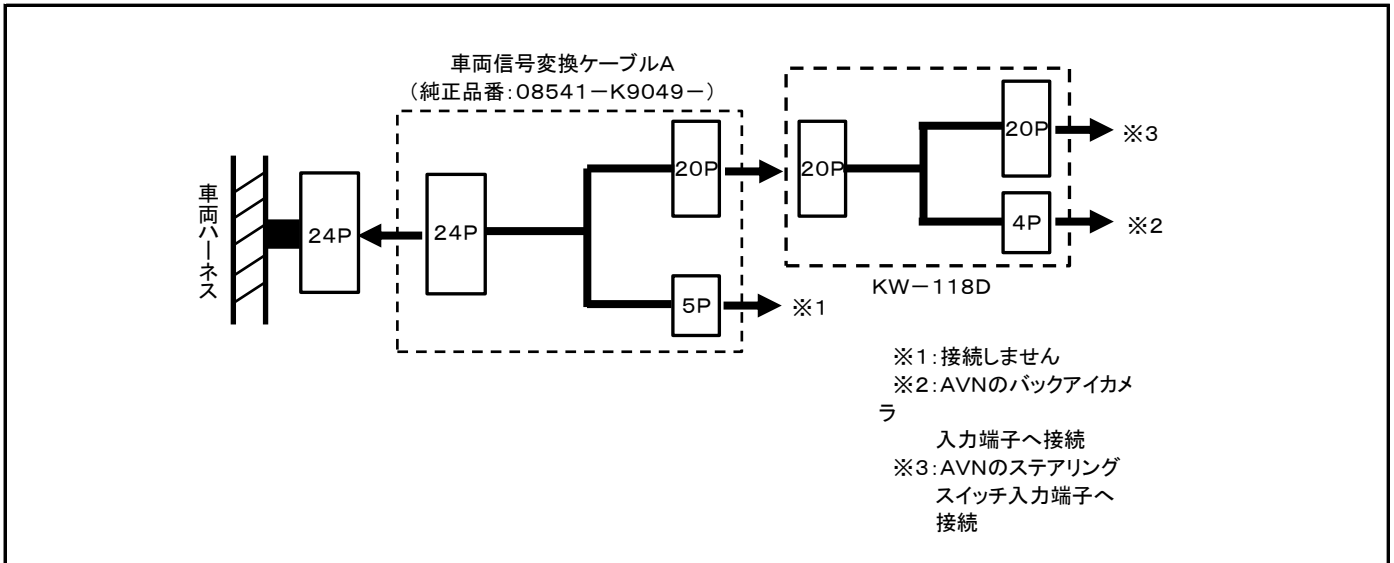 車両信号変換ケーブルA
(純正品番:08541-K9049-)
車両ハーネス
24P
24P
20P
5P
※1
20P
20P
4P
※3
※2
KW-118D
※1:接続しません
※2:AVNのバックアイカメ
ラ
入力端子へ接続
※3:AVNのステアリング
スイッチ入力端子へ
接続